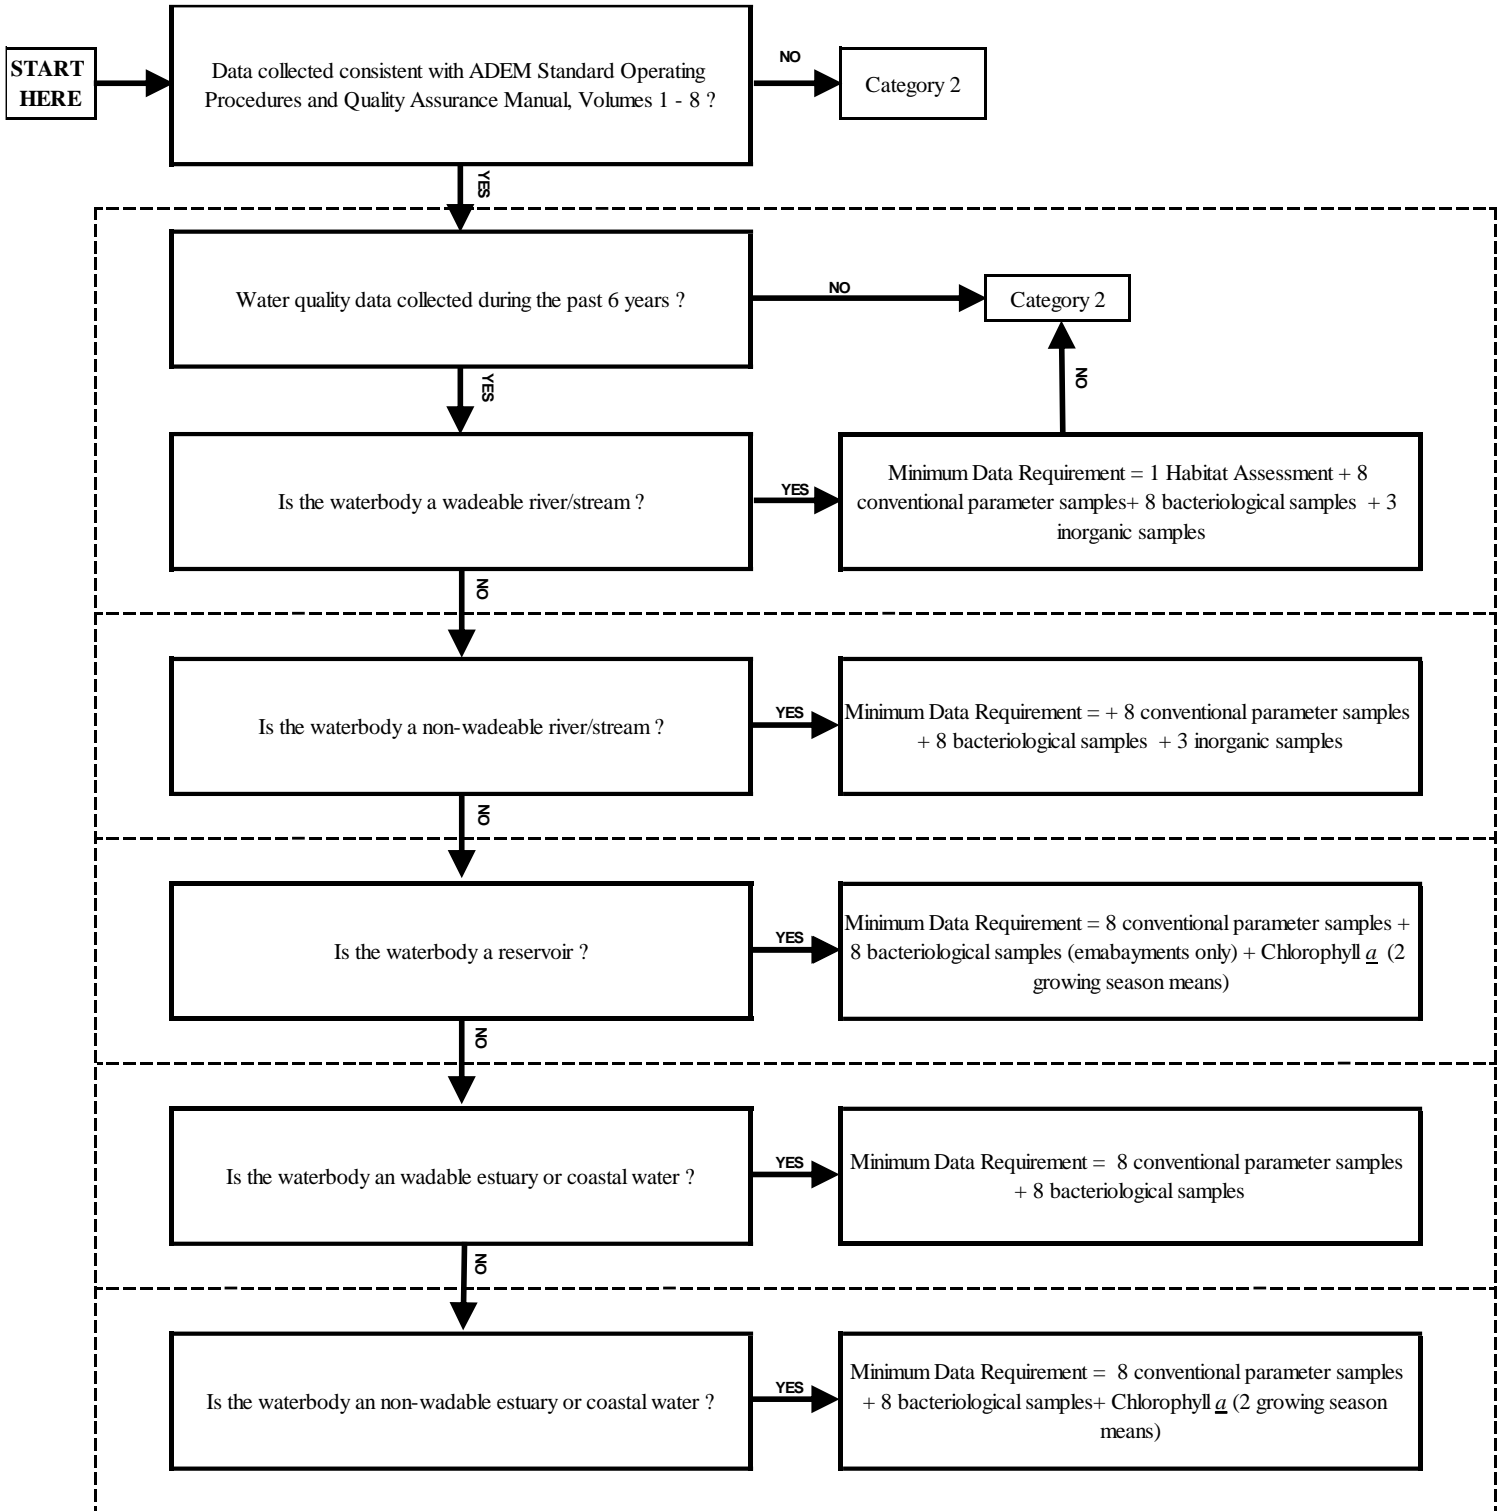 START
HERE
Data collected consistent with ADEM Standard Operating
Procedures and Quality Assurance Manual, Volumes 1 - 8 ?
NO
Category 2
YES
Water quality data collected during the past 6 years ?
NO
Category 2
YES
NO
Is the waterbody a wadeable river/stream ?
YES
Minimum Data Requirement = 1 Habitat Assessment + 8
conventional parameter samples+ 8 bacteriological samples + 3
inorganic samples
NO
Is the waterbody a non-wadeable river/stream ?
YES
Minimum Data Requirement = + 8 conventional parameter samples
+ 8 bacteriological samples + 3 inorganic samples
NO
Is the waterbody a reservoir ?
YES
Minimum Data Requirement = 8 conventional parameter samples +
8 bacteriological samples (emabayments only) + Chlorophyll a (2
growing season means)
NO
Is the waterbody an wadable estuary or coastal water ?
YES
Minimum Data Requirement = 8 conventional parameter samples
+ 8 bacteriological samples
NO
Is the waterbody an non-wadable estuary or coastal water ?
YES
Minimum Data Requirement = 8 conventional parameter samples
+ 8 bacteriological samples+ Chlorophyll a (2 growing season
means)